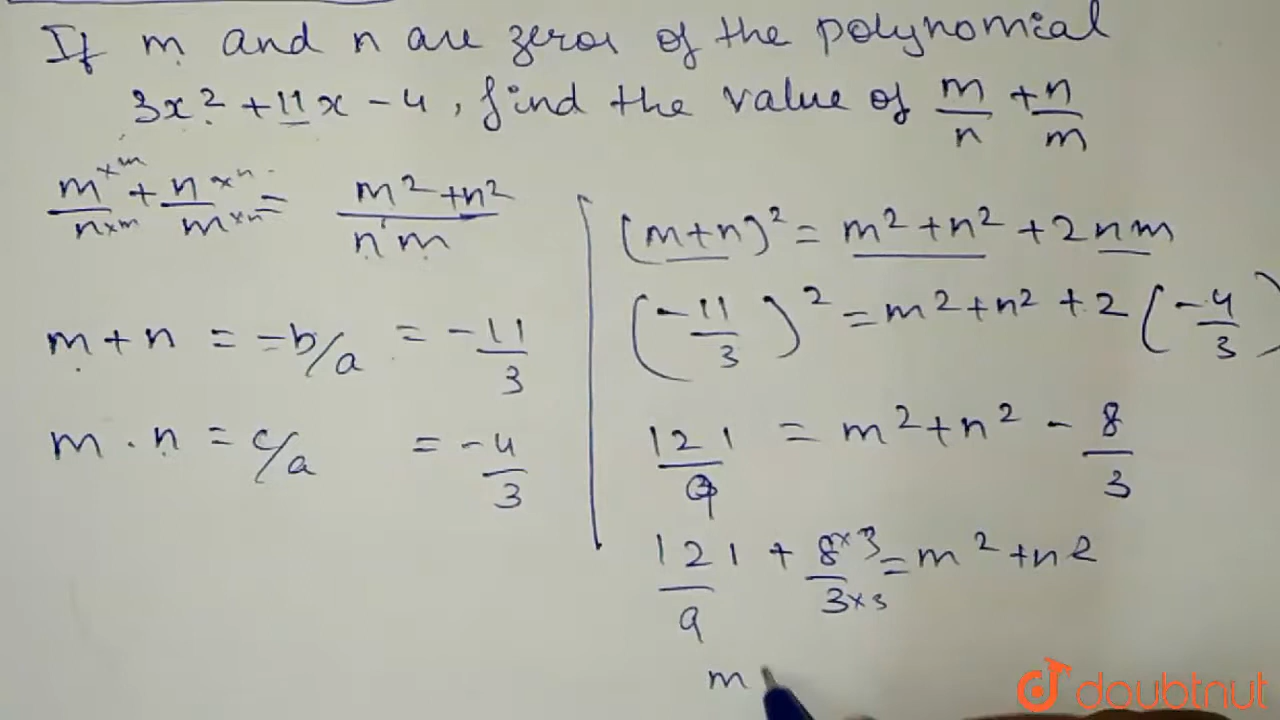 If m and n are zeros of the polynomial
3x² + 11x - 4, find the value of m/n + n/m
m×m/n×m + n×n/m×n = m² + n²/nm
m + n = -b/a = -11/3
m . n = c/a = -4/3
(m+n)² = m² + n² + 2nm
(-11/3)² = m² + n² + 2(-4/3)
121/9 = m² + n² - 8/3
121/9 + 8×3/3×3 = m² + n²
m
doubtnut